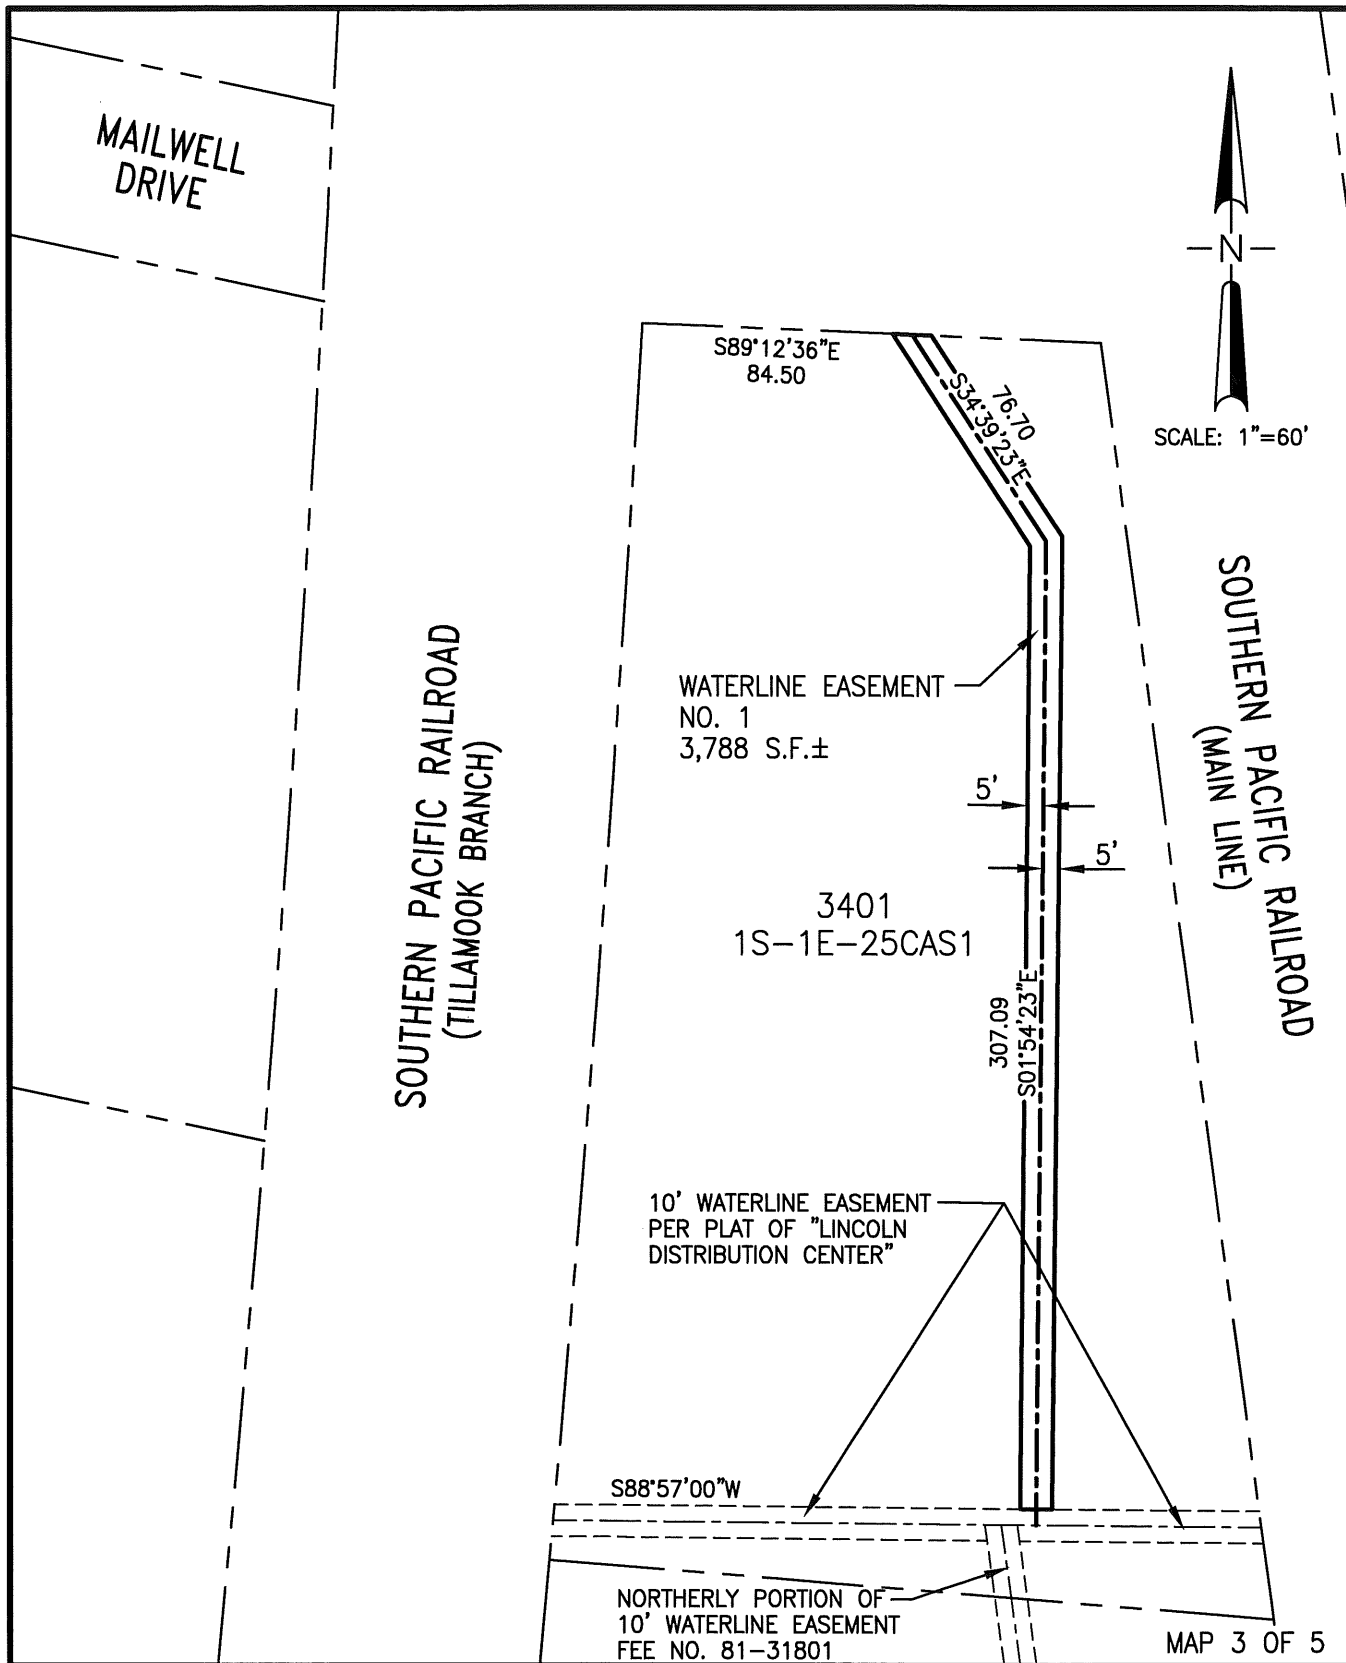 MAILWELL
DRIVE
N
SCALE: 1"=60'
S89°12'36"E
84.50
76.70
S34°39'23"E
SOUTHERN PACIFIC RAILROAD
(TILLAMOOK BRANCH)
WATERLINE EASEMENT
NO. 1
3,788 S.F.±
SOUTHERN PACIFIC RAILROAD
(MAIN LINE)
5'
5'
3401
1S-1E-25CAS1
307.09
S01°54'23"E
10' WATERLINE EASEMENT
PER PLAT OF "LINCOLN
DISTRIBUTION CENTER"
S88°57'00"W
NORTHERLY PORTION OF
10' WATERLINE EASEMENT
FEE NO. 81-31801
MAP 3 OF 5